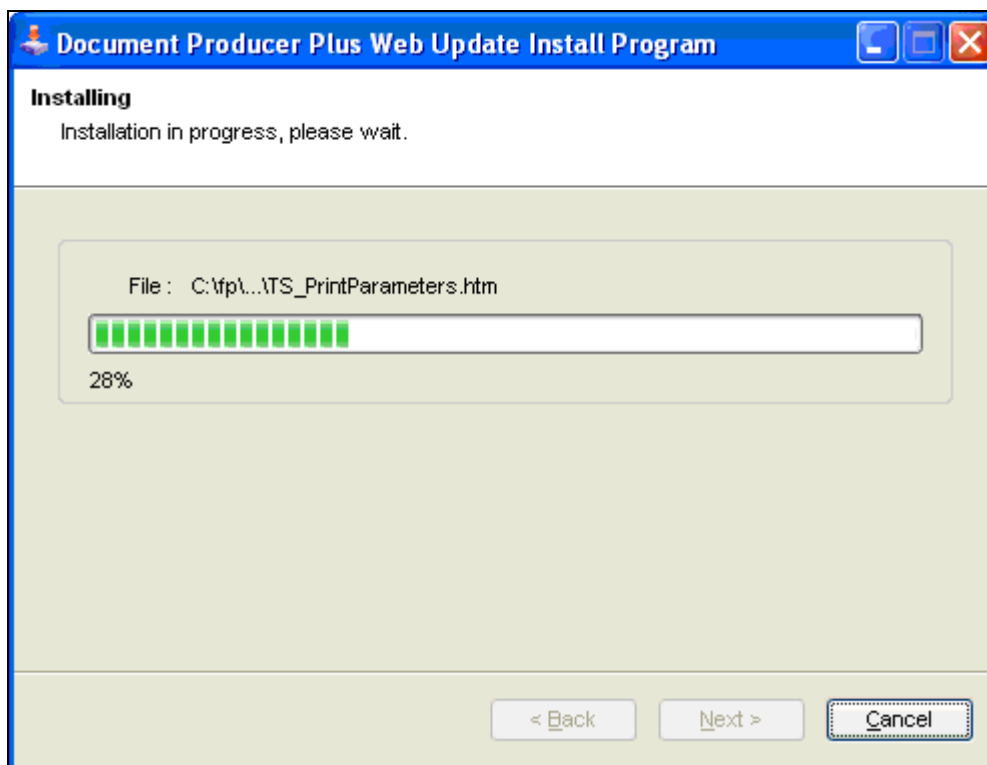 Document Producer Plus Web Update Install Program
Installing
Installation in progress, please wait.
File : C:\fp\...\TS_PrintParameters.htm
28%
< Back
Next >
Cancel